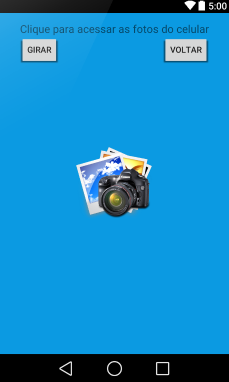 5:00
Clique para acessar as fotos do celular
GIRAR
VOLTAR